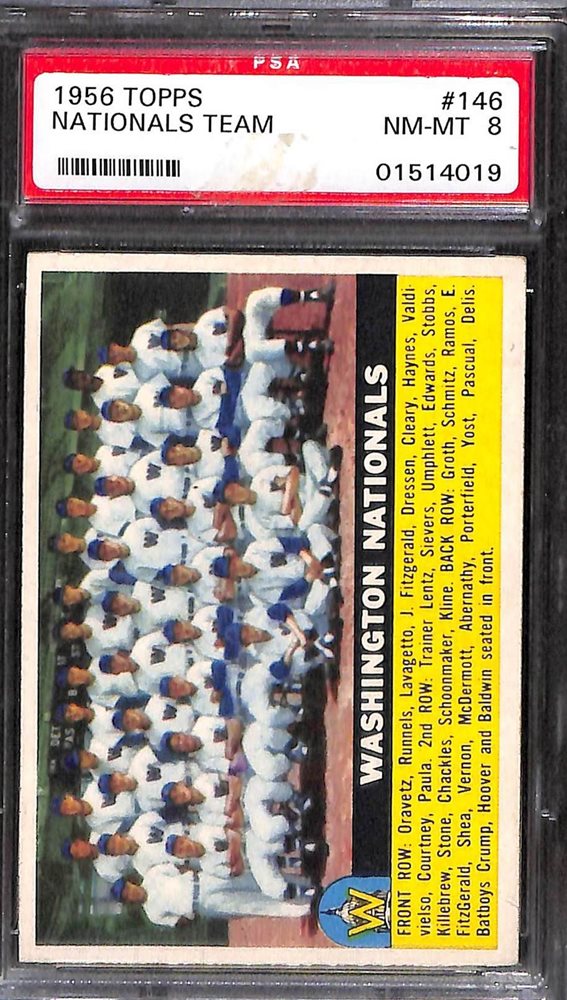 PSA
1956 TOPPS #146
NATIONALS TEAM NM-MT 8
01514019
WASHINGTON NATIONALS
FRONT ROW: Oravetz, Runnels, Lavagetto, J. Fitzgerald, Dressen, Cleary, Haynes, Valdi-
vielso, Courtney, Paula. 2nd ROW: Trainer Lentz, Sievers, Umphlett, Edwards, Stobbs,
Killebrew, Stone, Chackles, Schoonmaker, Kline. BACK ROW: Groth, Schmitz, Ramos, E.
FitzGerald, Shea, Vernon, McDermott, Abernathy, Porterfield, Yost, Pascual, Delis.
Batboys Crump, Hoover and Baldwin seated in front.
W